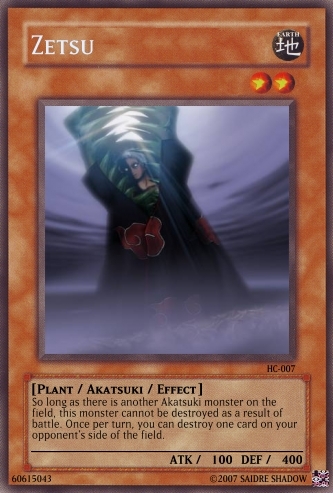 Zetsu
EARTH
地
HC-007
[Plant / Akatsuki / Effect]
So long as there is another Akatsuki monster on the
field, this monster cannot be destroyed as a result of
battle. Once per turn, you can destroy one card on your
opponent's side of the field.
ATK / 100 DEF / 400
60615043 ©2007 SAIDRE SHADOW